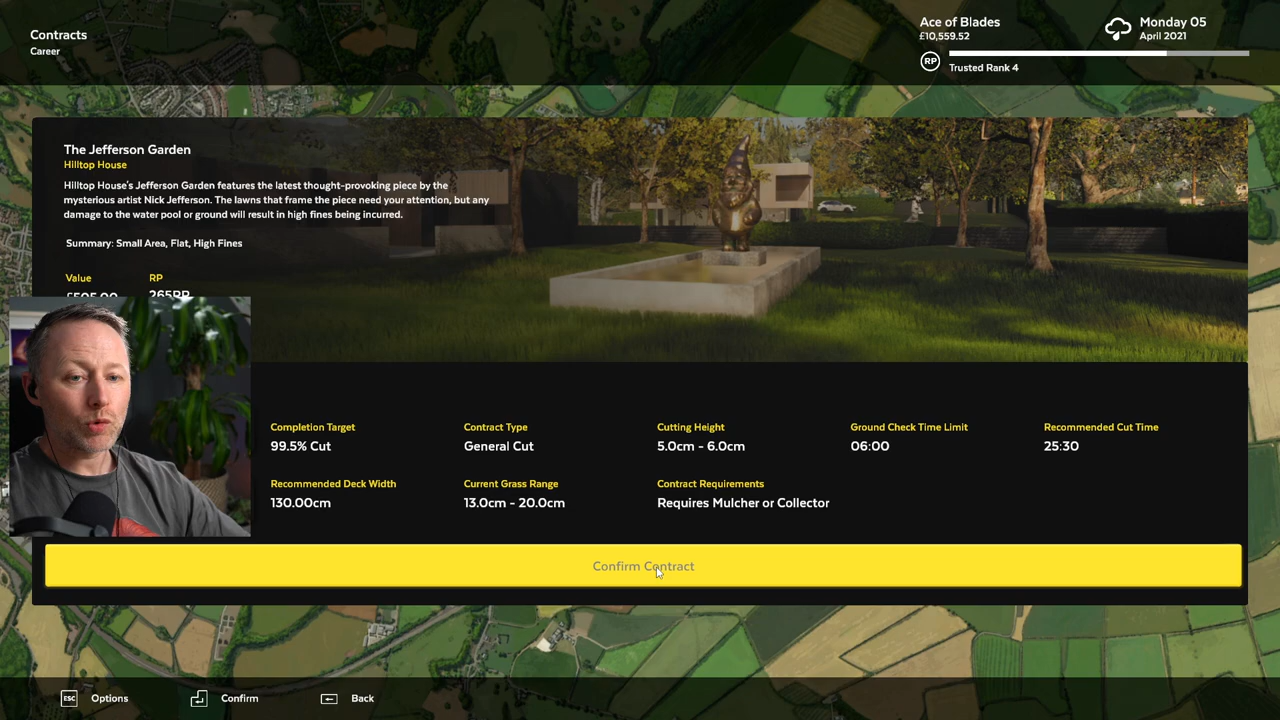 Contracts
Career
Ace of Blades
£10,559.52
Monday 05
April 2021
RP
Trusted Rank 4
The Jefferson Garden
Hilltop House
Hilltop House's Jefferson Garden features the latest thought-provoking piece by the
mysterious artist Nick Jefferson. The lawns that frame the piece need your attention, but any
damage to the water pool or ground will result in high fines being incurred.
Summary: Small Area, Flat, High Fines
Value RP
265RP
Completion Target Contract Type Cutting Height Ground Check Time Limit Recommended Cut Time
99.5% Cut General Cut 5.0cm - 6.0cm 06:00 25:30
Recommended Deck Width Current Grass Range Contract Requirements
130.00cm 13.0cm - 20.0cm Requires Mulcher or Collector
Confirm Contract
ESC Options Confirm Back